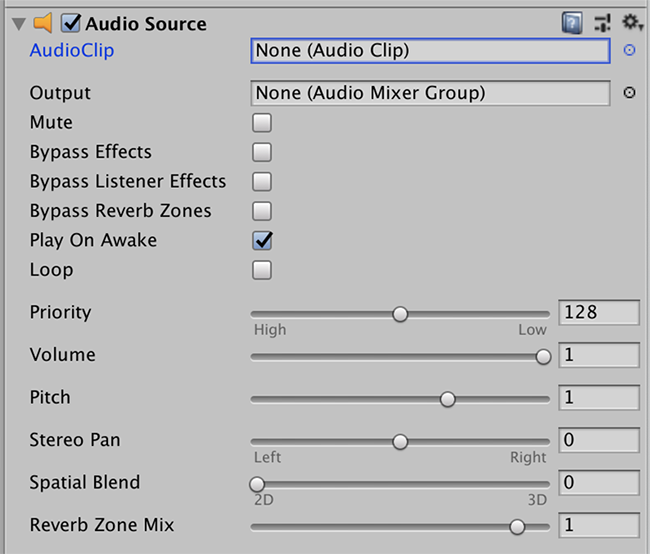 Audio Source
AudioClip None (Audio Clip)
Output None (Audio Mixer Group)
Mute
Bypass Effects
Bypass Listener Effects
Bypass Reverb Zones
Play On Awake
Loop
Priority 128
High Low
Volume 1
Pitch 1
Stereo Pan 0
Left Right
Spatial Blend 0
2D 3D
Reverb Zone Mix 1